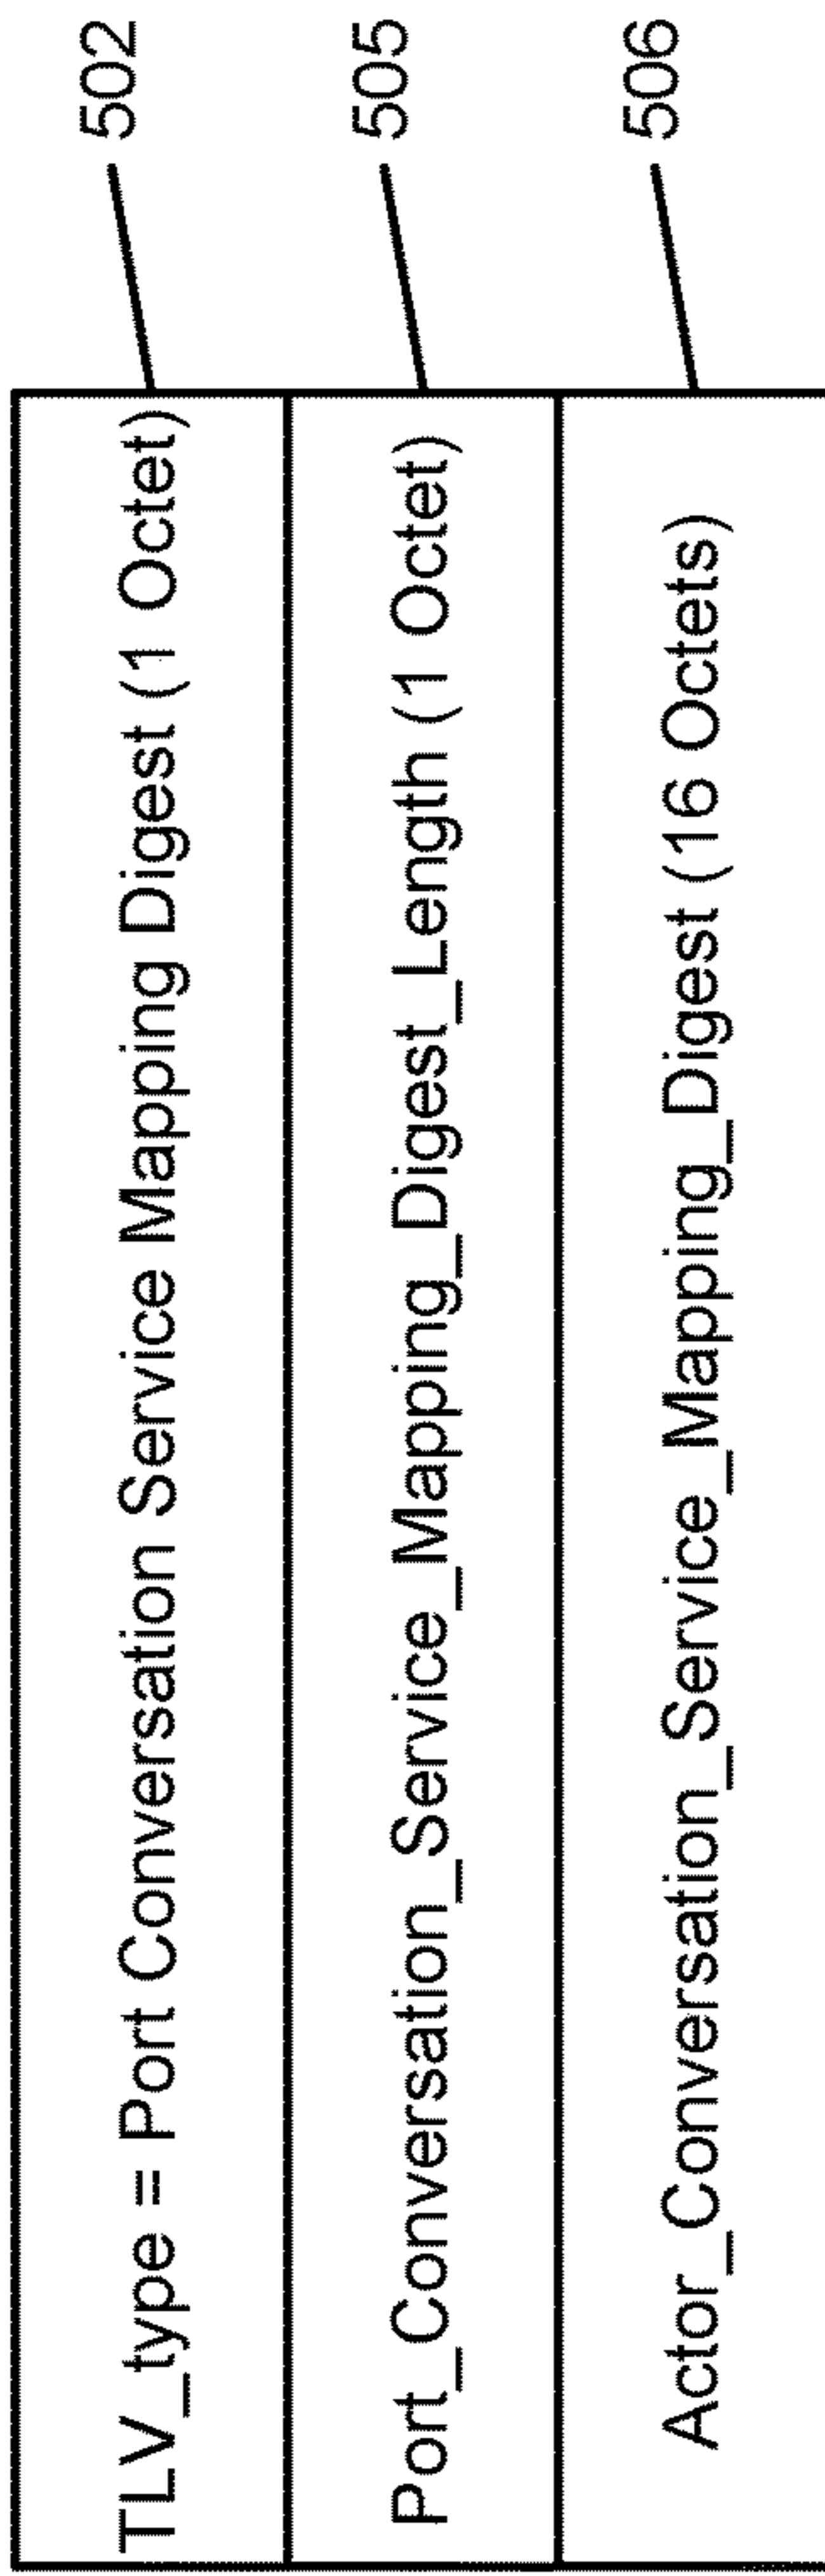 TLV_type = Port Conversation Service Mapping Digest (1 Octet)
502
Port_Conversation_Service_Mapping_Digest_Length (1 Octet)
505
Actor_Conversation_Service_Mapping_Digest (16 Octets)
506